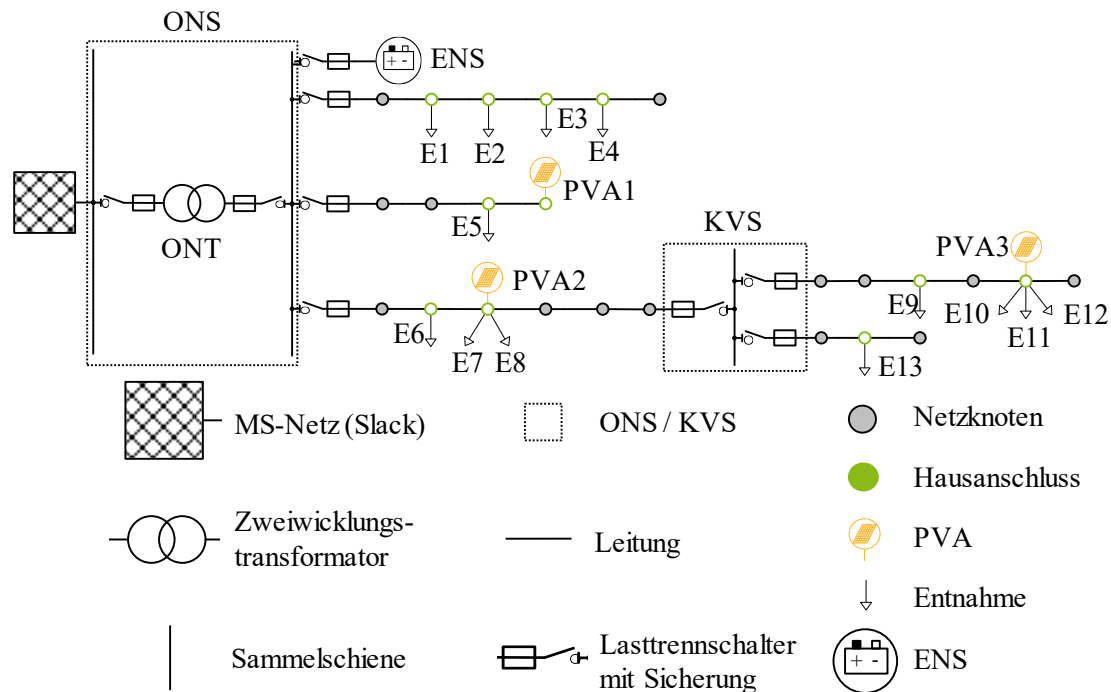 ONS
ENS
E1
E2
E3
E4
PVA1
E5
ONT
KVS
PVA3
PVA2
E6
E7
E8
E9
E10
E11
E12
E13
MS-Netz (Slack)
ONS / KVS
Netzknoten
Hausanschluss
Zweiwicklungs-
transformator
Leitung
PVA
Entnahme
Sammelschiene
Lasttrennschalter
mit Sicherung
+ -
ENS